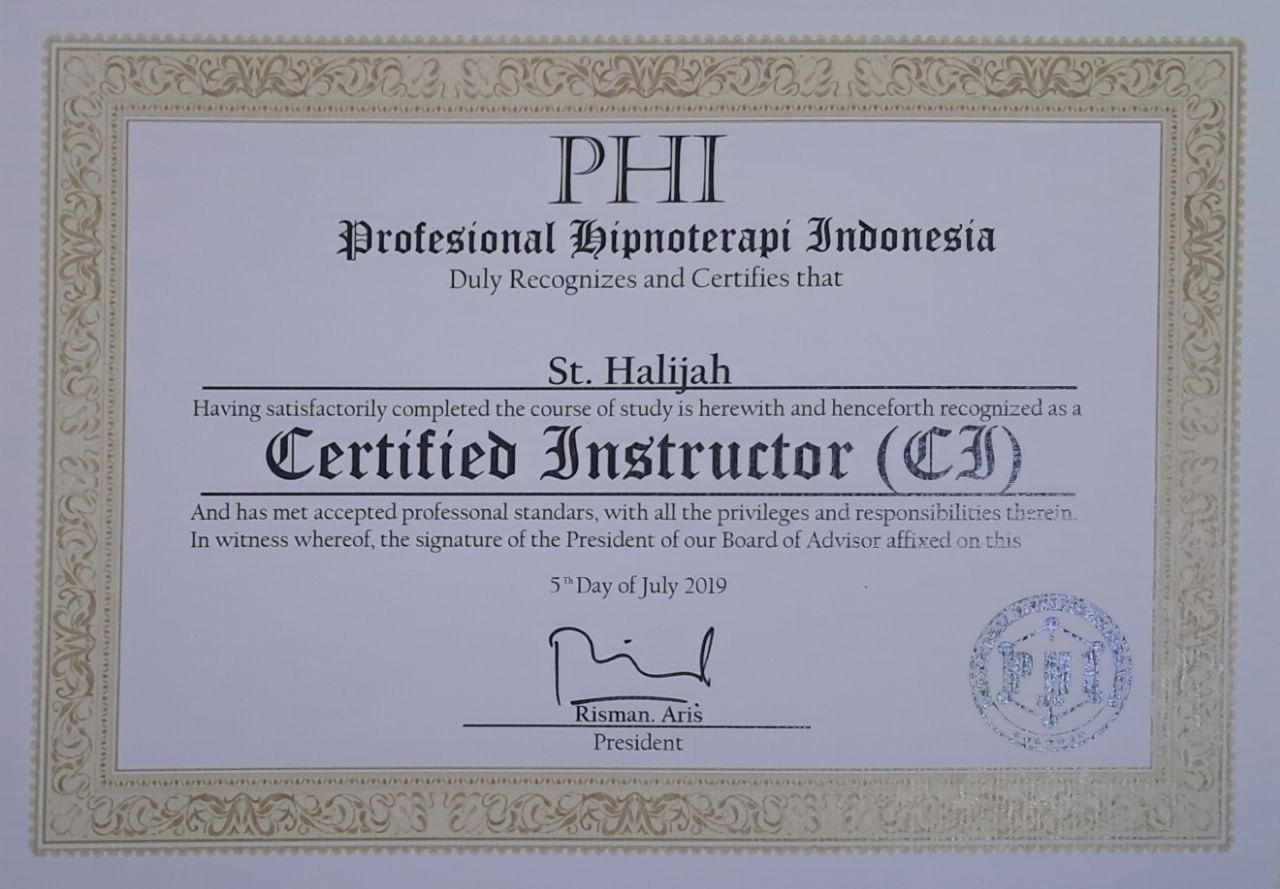 PHI
Profesional Hipnoterapi Indonesia
Duly Recognizes and Certifies that
St. Halijah
Having satisfactorily completed the course of study is herewith and henceforth recognized as a
Certified Instructor (CI)
And has met accepted professonal standars, with all the privileges and responsibilities therein.
In witness whereof, the signature of the President of our Board of Advisor affixed on this
5th Day of July 2019
Risman. Aris
President
PHI